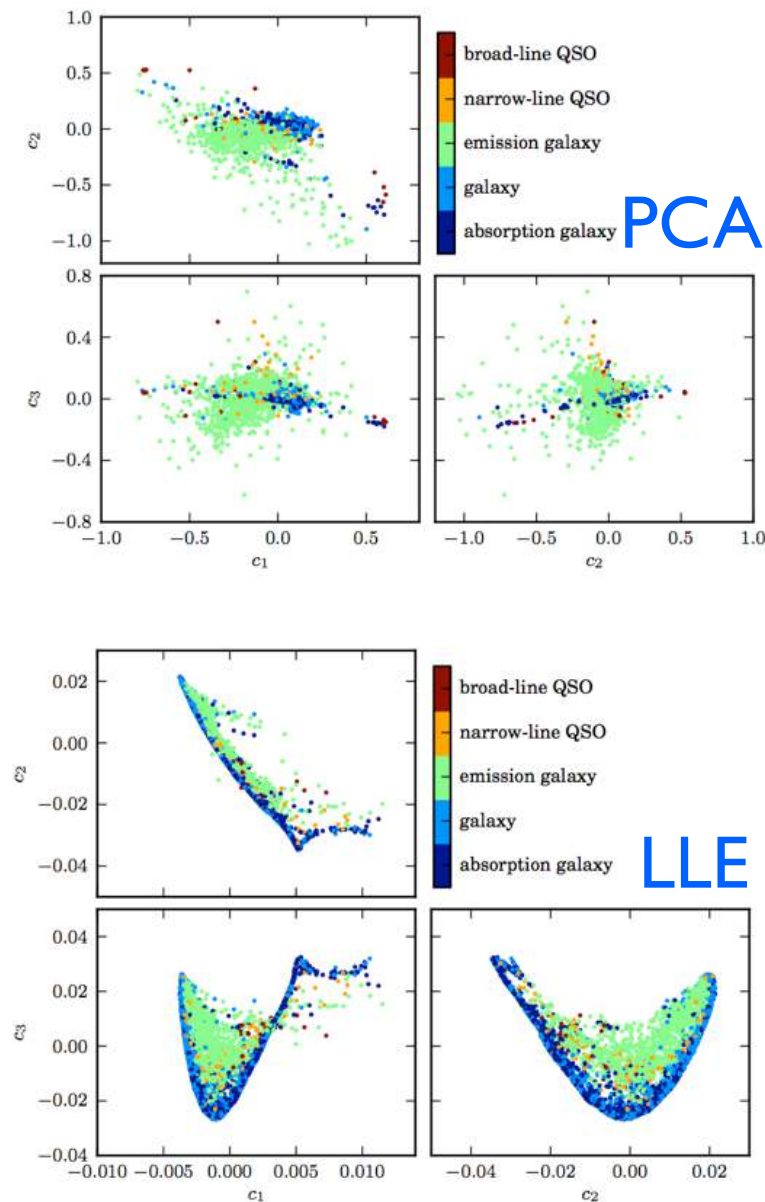 1.0
0.5
0.0
−0.5
−1.0
c2
broad-line QSO
narrow-line QSO
emission galaxy
galaxy
absorption galaxy
PCA
0.8
0.4
0.0
−0.4
−0.8
c3
−1.0 −0.5 0.0 0.5
c1
−1.0 −0.5 0.0 0.5 1.0
c2
0.02
0.00
−0.02
−0.04
c2
broad-line QSO
narrow-line QSO
emission galaxy
galaxy
absorption galaxy
LLE
0.04
0.02
0.00
−0.02
−0.04
c3
−0.010 −0.005 0.000 0.005 0.010
c1
−0.04 −0.02 0.00 0.02
c2